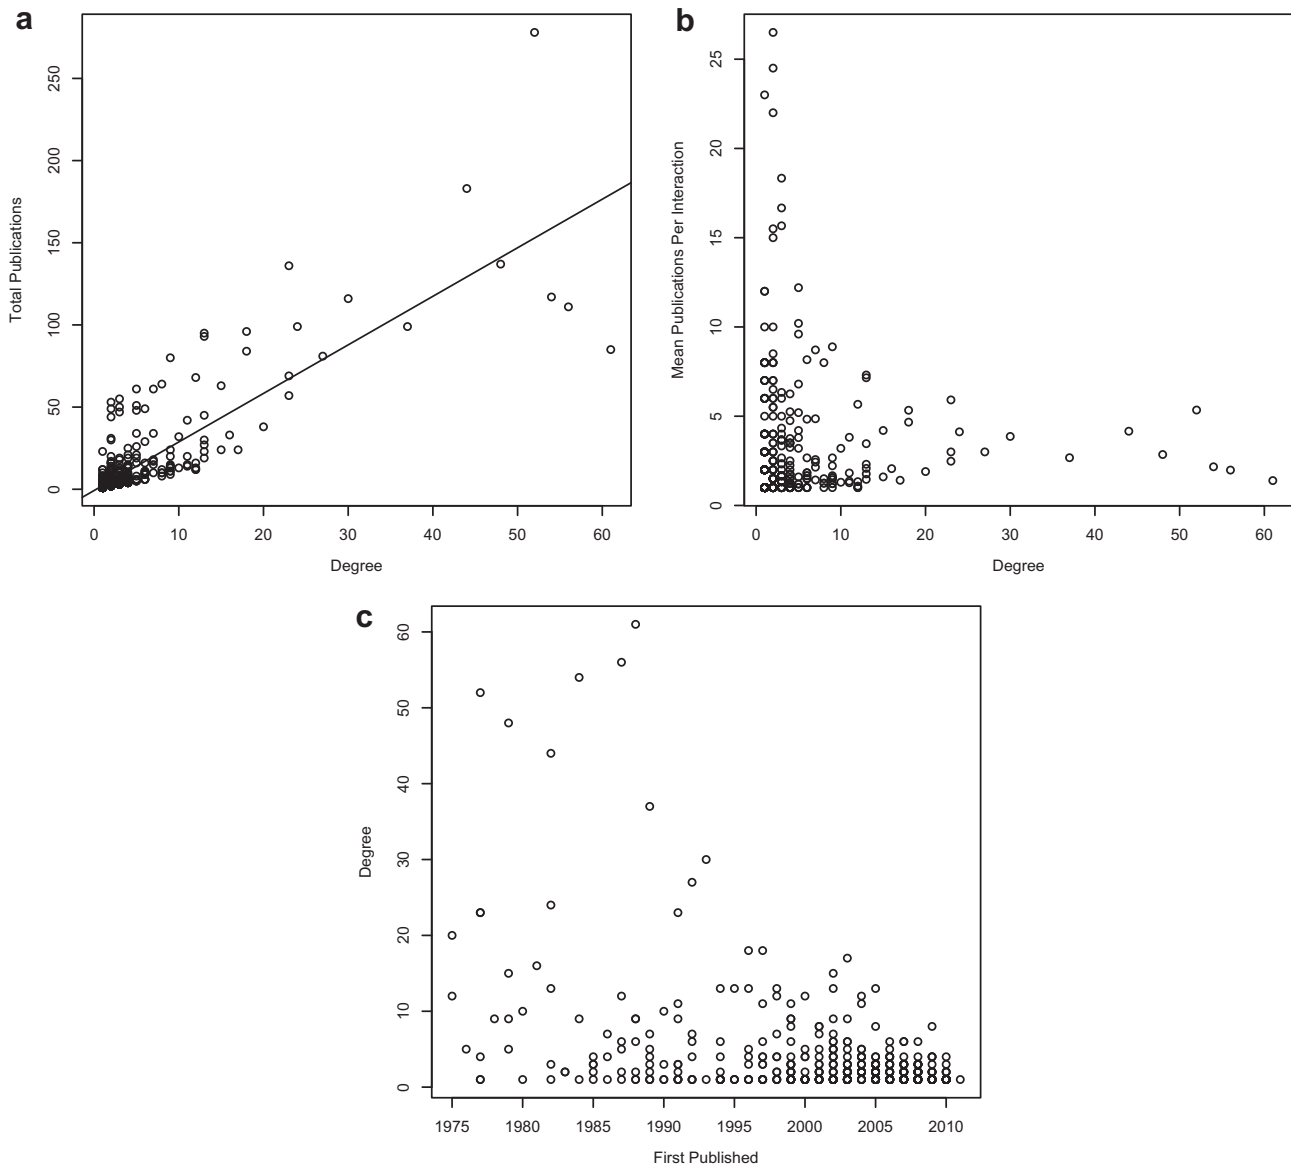 a
250
200
150
100
50
0
Total Publications
0 10 20 30 40 50 60
Degree
b
25
20
15
10
5
0
Mean Publications Per Interaction
0 10 20 30 40 50 60
Degree
c
60
50
40
30
20
10
0
Degree
1975 1980 1985 1990 1995 2000 2005 2010
First Published